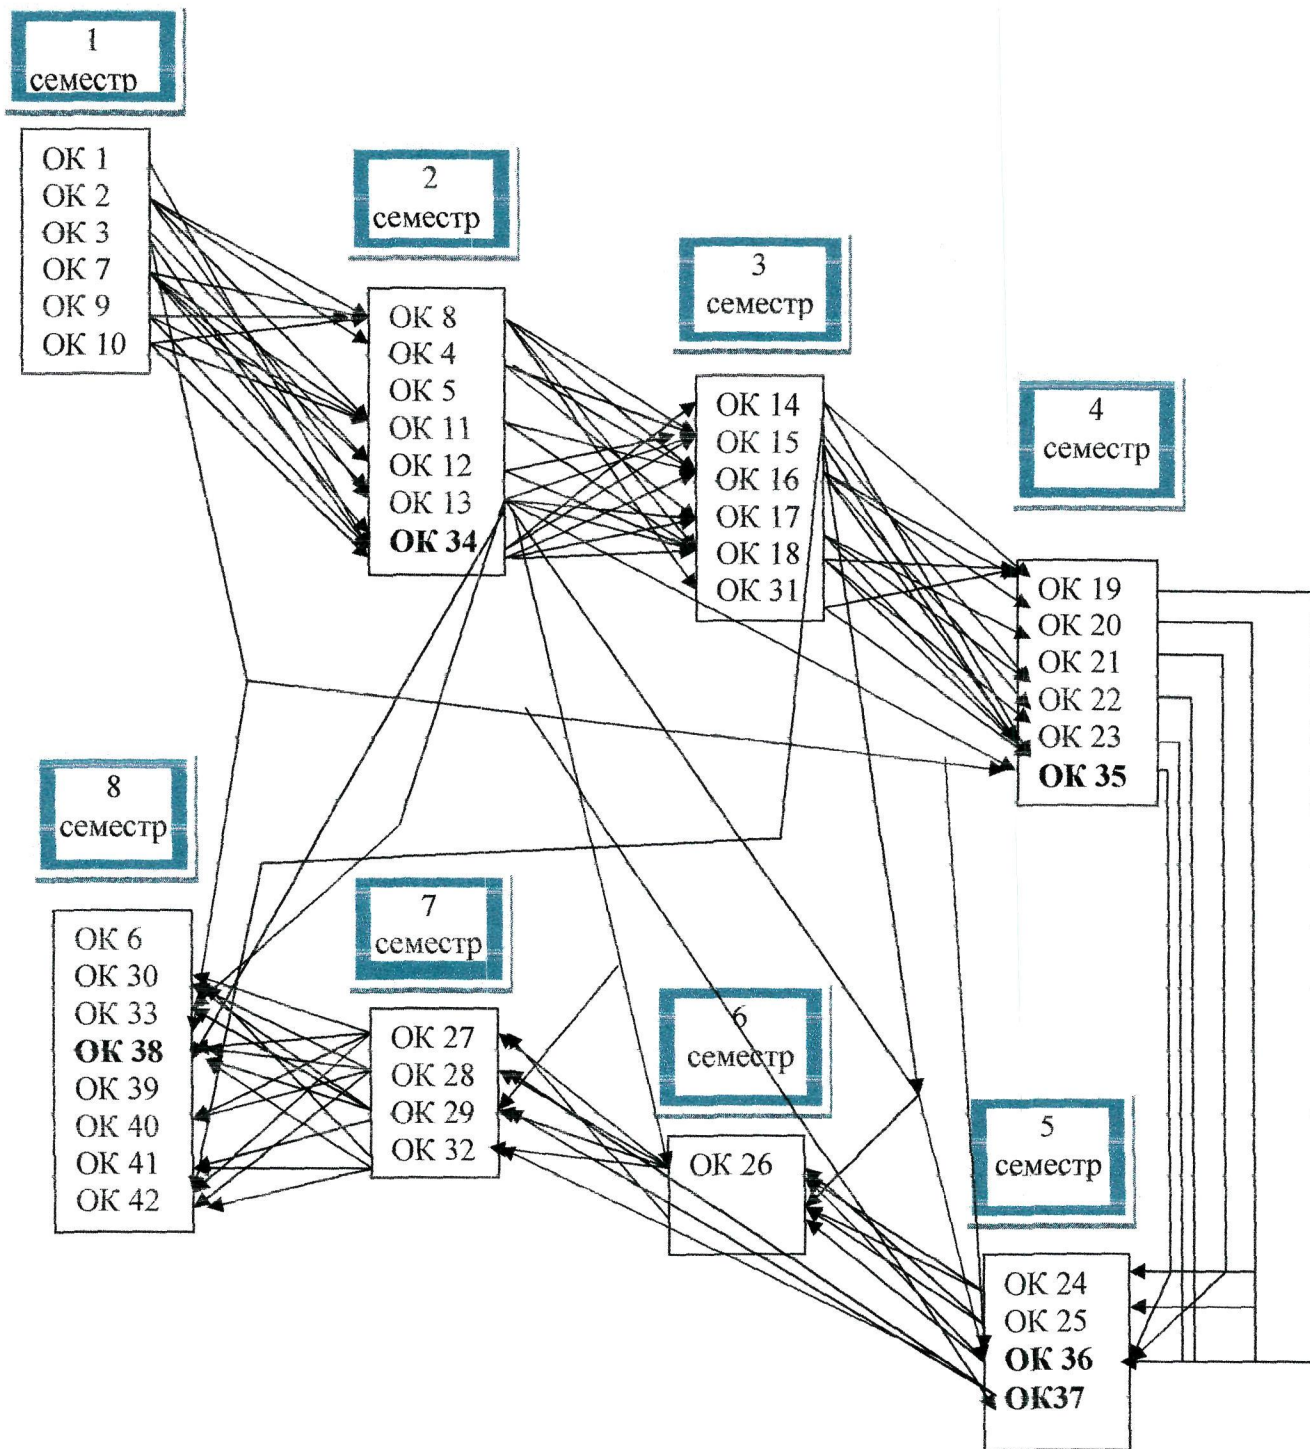 1
семестр
ОК 1
ОК 2
ОК 3
ОК 7
ОК 9
ОК 10
2
семестр
ОК 8
ОК 4
ОК 5
ОК 11
ОК 12
ОК 13
ОК 34
3
семестр
ОК 14
ОК 15
ОК 16
ОК 17
ОК 18
ОК 31
4
семестр
ОК 19
ОК 20
ОК 21
ОК 22
ОК 23
ОК 35
8
семестр
ОК 6
ОК 30
ОК 33
ОК 38
ОК 39
ОК 40
ОК 41
ОК 42
7
семестр
ОК 27
ОК 28
ОК 29
ОК 32
6
семестр
ОК 26
5
семестр
ОК 24
ОК 25
ОК 36
ОК37